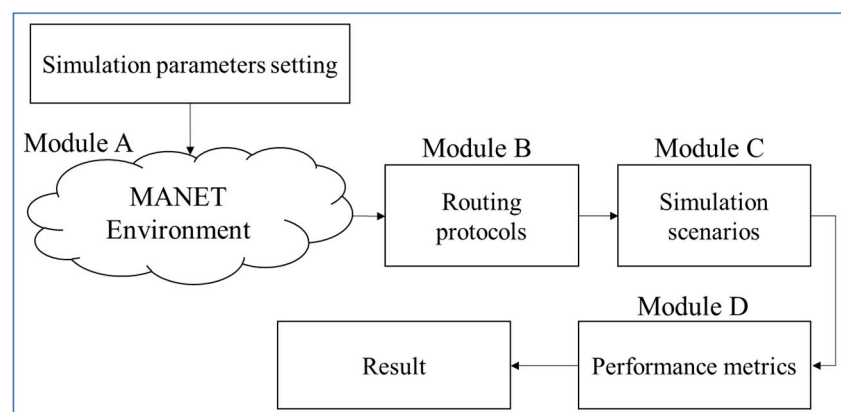 Simulation parameters setting
Module A
MANET
Environment
Module B
Routing
protocols
Module C
Simulation
scenarios
Module D
Performance metrics
Result